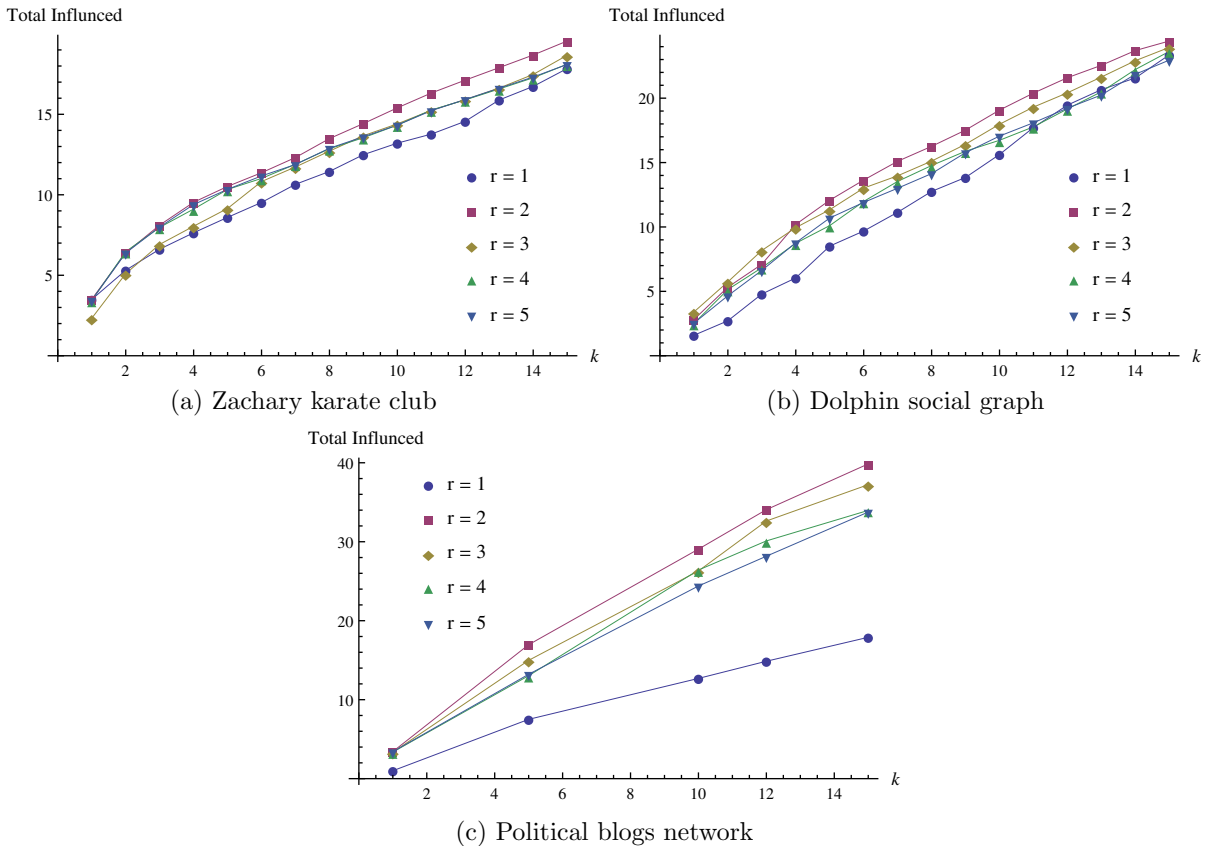 Total Influnced
15
10
5
2 4 6 8 10 12 14 k
r = 1
r = 2
r = 3
r = 4
r = 5
(a) Zachary karate club
Total Influnced
20
15
10
5
2 4 6 8 10 12 14 k
r = 1
r = 2
r = 3
r = 4
r = 5
(b) Dolphin social graph
Total Influnced
40
30
20
10
2 4 6 8 10 12 14 k
r = 1
r = 2
r = 3
r = 4
r = 5
(c) Political blogs network